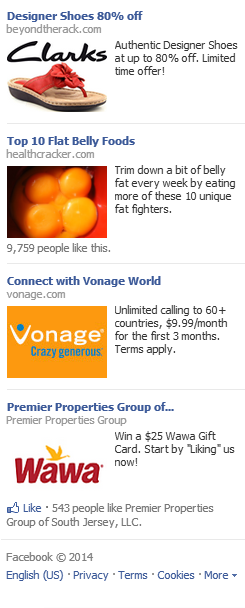 Designer Shoes 80% off
beyondtherack.com
Clarks
Authentic Designer Shoes
at up to 80% off. Limited
time offer!
Top 10 Flat Belly Foods
healthcracker.com
Trim down a bit of belly
fat every week by eating
more of these 10 unique
fat fighters.
9,759 people like this.
Connect with Vonage World
vonage.com
Vonage®
Crazy generous
Unlimited calling to 60+
countries, $9.99/month
for the first 3 months.
Terms apply.
Premier Properties Group of...
Premier Properties Group
Wawa
Win a $25 Wawa Gift
Card. Start by "Liking" us
now!
Like · 543 people like Premier Properties
Group of South Jersey, LLC.
Facebook © 2014
English (US) · Privacy · Terms · Cookies · More